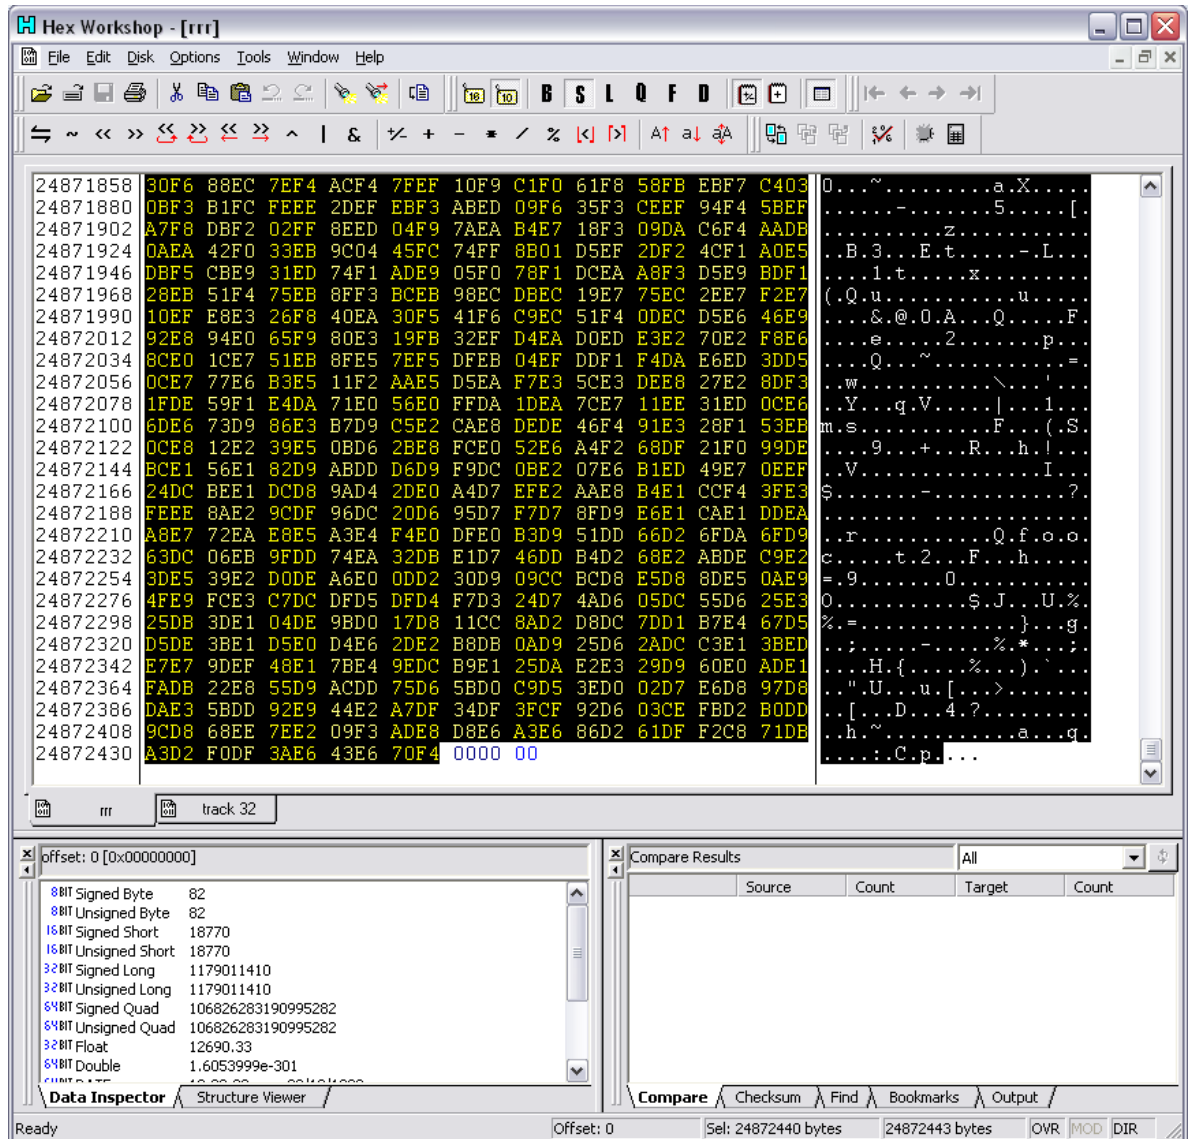 Hex Workshop - [rrr]
File Edit Disk Options Tools Window Help
B S L Q F D
24871858 30F6 88EC 7EF4 ACF4 7FEF 10F9 C1F0 61F8 58FB EBF7 C403 0...~.........a.X.....
24871880 0BF3 B1FC FEEE 2DEF EBF3 ABED 09F6 35F3 CEEF 94F4 5BEF ......-.......5.....[.
24871902 A7F8 DBF2 02FF 8EED 04F9 7AEA B4E7 18F3 09DA C6F4 AADB ..........z...........
24871924 0AEA 42F0 33EB 9C04 45FC 74FF 8B01 D5EF 2DF2 4CF1 A0E5 ..B.3...E.t.....-.L...
24871946 DBF5 CBE9 31ED 74F1 ADE9 05F0 78F1 DCEA A8F3 D5E9 BDF1 ....1.t.....x.........
24871968 28EB 51F4 75EB 8FF3 BCEB 98EC DBEC 19E7 75EC 2EE7 F2E7 (.Q.u...........u.....
24871990 10EF E8E3 26F8 40EA 30F5 41F6 C9EC 51F4 0DEC D5E6 46E9 ....&.@.0.A...Q.....F.
24872012 92E8 94E0 65F9 80E3 19FB 32EF D4EA D0ED E3E2 70E2 F8E6 ....e.....2.......p...
24872034 8CE0 1CE7 51EB 8FE5 7EF5 DFEB 04EF DDF1 F4DA E6ED 3DD5 ....Q...~...........=.
24872056 0CE7 77E6 B3E5 11F2 AAE5 D5EA F7E3 5CE3 DEE8 27E2 8DF3 ..w...........\...'...
24872078 1FDE 59F1 E4DA 71E0 56E0 FFDA 1DEA 7CE7 11EE 31ED 0CE6 ..Y...q.V.....|...1...
24872100 6DE6 73D9 86E3 B7D9 C5E2 CAE8 DEDE 46F4 91E3 28F1 53EB m.s...........F...(.S.
24872122 0CE8 12E2 39E5 0BD6 2BE8 FCE0 52E6 A4F2 68DF 21F0 99DE ....9...+...R...h.!...
24872144 BCE1 56E1 82D9 ABDD D6D9 F9DC 0BE2 07E6 B1ED 49E7 0EEF ..V...............I...
24872166 24DC BEE1 DCD8 9AD4 2DE0 A4D7 EFE2 AAE8 B4E1 CCF4 3FE3 $.......-...........?.
24872188 FEEE 8AE2 9CDF 96DC 20D6 95D7 F7D7 8FD9 E6E1 CAE1 DDEA ........ .............
24872210 A8E7 72EA E8E5 A3E4 F4E0 DFE0 B3D9 51DD 66D2 6FDA 6FD9 ..r...........Q.f.o.o.
24872232 63DC 06EB 9FDD 74EA 32DB E1D7 46DD B4D2 68E2 ABDE C9E2 c.....t.2...F...h.....
24872254 3DE5 39E2 D0DE A6E0 0DD2 30D9 09CC BCD8 E5D8 8DE5 0AE9 =.9.......0...........
24872276 4FE9 FCE3 C7DC DFD5 DFD4 F7D3 24D7 4AD6 05DC 55D6 25E3 O...........$.J...U.%.
24872298 25DB 3DE1 04DE 9BD0 17D8 11CC 8AD2 D8DC 7DD1 B7E4 67D5 %.=.............}...g.
24872320 D5DE 3BE1 D5E0 D4E6 2DE2 B8DB 0AD9 25D6 2ADC C3E1 3BED ..;.....-.....%.*...;.
24872342 E7E7 9DEF 48E1 7BE4 9EDC B9E1 25DA E2E3 29D9 60E0 ADE1 ....H.{.....%...).`...
24872364 FADB 22E8 55D9 ACDD 75D6 5BD0 C9D5 3ED0 02D7 E6D8 97D8 .."U...u.[...>.......
24872386 DAE3 5BDD 92E9 44E2 A7DF 34DF 3FCF 92D6 03CE FBD2 B0DD ..[...D...4.?.........
24872408 9CD8 68EE 7EE2 09F3 ADE8 D8E6 A3E6 86D2 61DF F2C8 71DB ..h.~...........a...q.
24872430 A3D2 F0DF 3AE6 43E6 70F4 0000 00 ....:.C.p....
rrr track 32
offset: 0 [0x00000000]
8BIT Signed Byte 82
8BIT Unsigned Byte 82
16BIT Signed Short 18770
16BIT Unsigned Short 18770
32BIT Signed Long 1179011410
32BIT Unsigned Long 1179011410
64BIT Signed Quad 106826283190995282
64BIT Unsigned Quad 106826283190995282
32BIT Float 12690.33
64BIT Double 1.6053999e-301
Data Inspector Structure Viewer
Compare Results All
Source Count Target Count
Compare Checksum Find Bookmarks Output
Ready Offset: 0 Sel: 24872440 bytes 24872443 bytes OVR MOD DIR